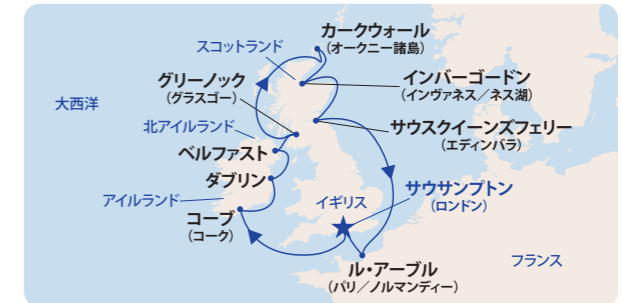 カークウォール
(オークニー諸島)
スコットランド
グリーノック
(グラスゴー)
インバーゴードン
(インヴァネス/ネス湖)
大西洋
北アイルランド
サウスクイーンズフェリー
(エディンバラ)
ベルファスト
ダブリン
アイルランド
イギリス
サウサンプトン
(ロンドン)
コーブ
(コーク)
ル・アーブル
(パリ/ノルマンディー)
フランス